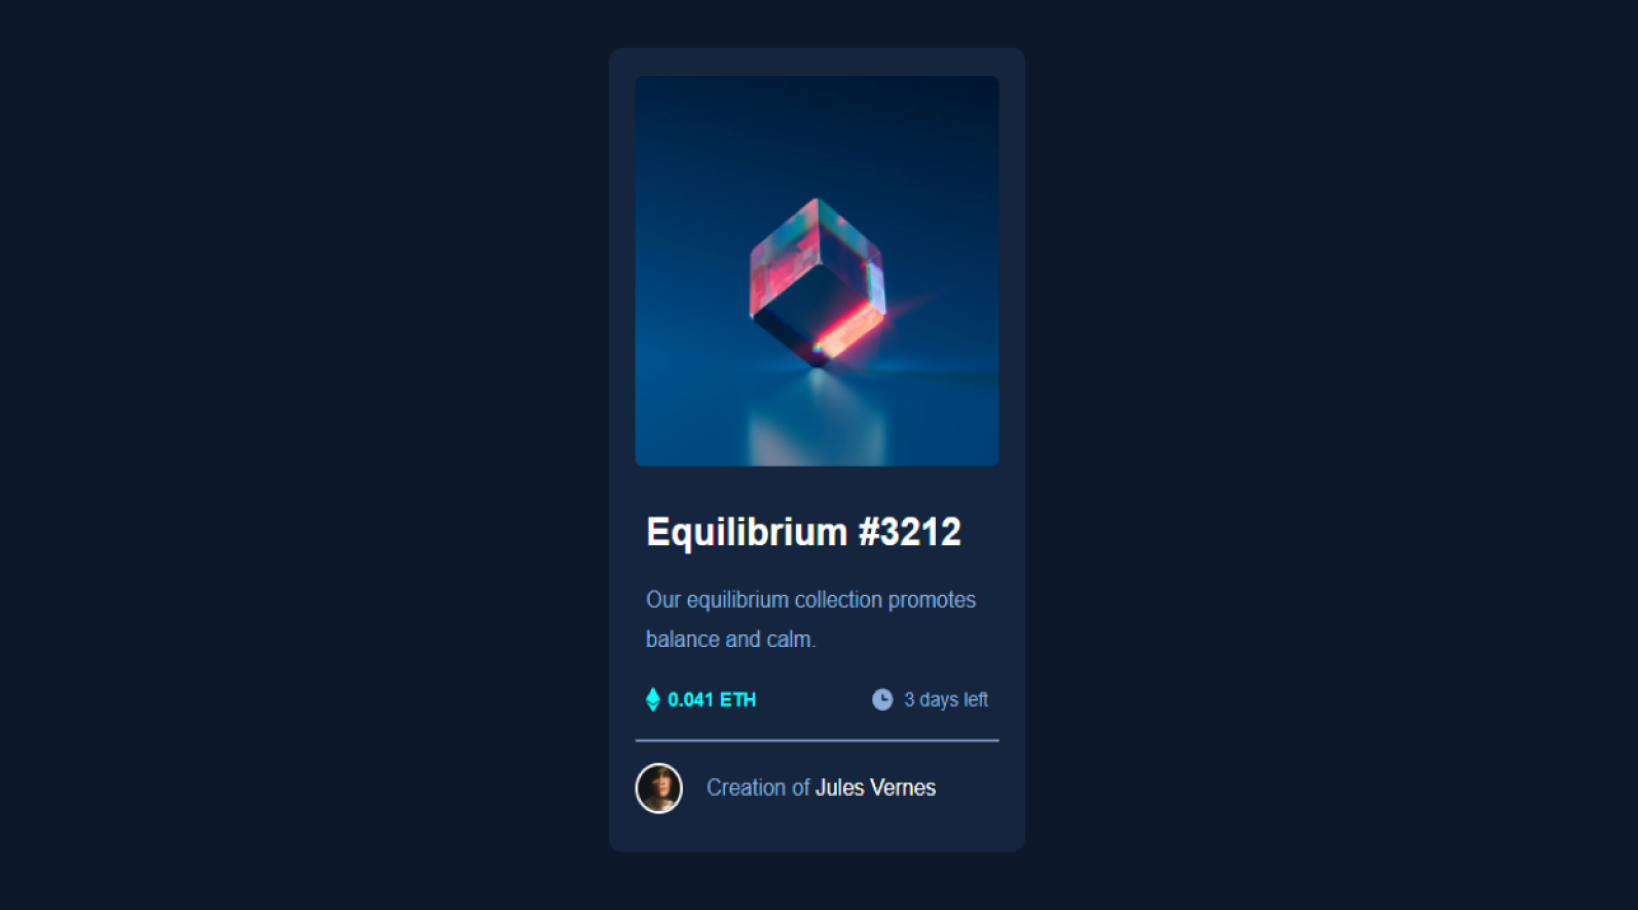 Equilibrium #3212
Our equilibrium collection promotes
balance and calm.
0.041 ETH
3 days left
Creation of Jules Vernes